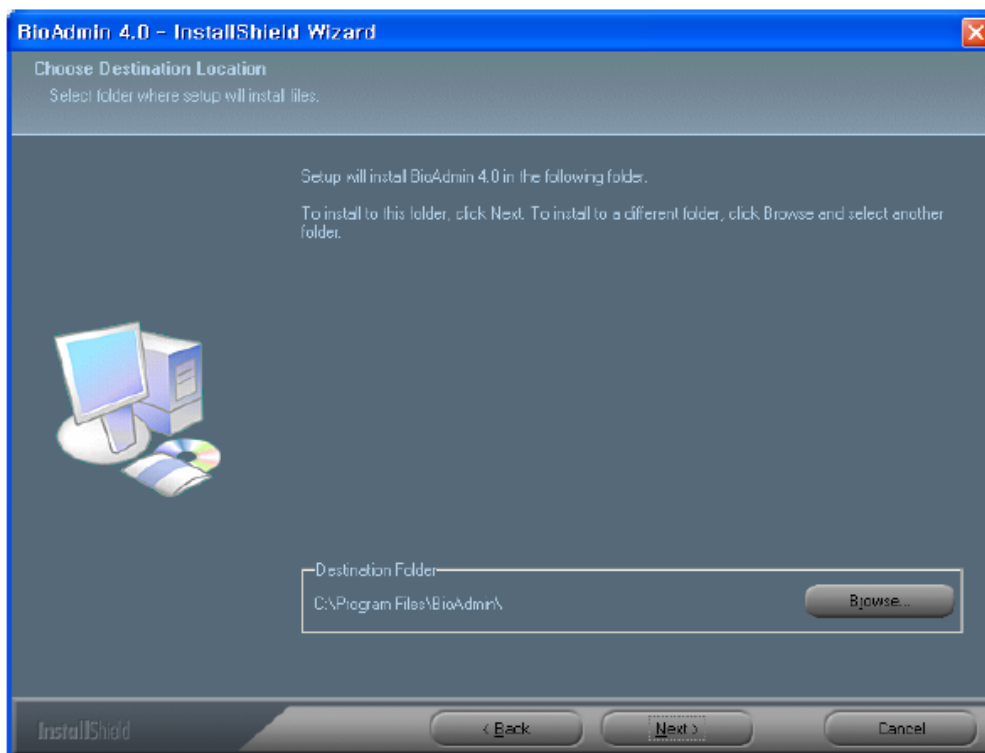 BioAdmin 4.0 - InstallShield Wizard
Choose Destination Location
Select folder where setup will install files.
Setup will install BioAdmin 4.0 in the following folder.
To install to this folder, click Next. To install to a different folder, click Browse and select another
folder.
Destination Folder
C:\Program Files\BioAdmin\
Browse...
InstallShield
< Back
Next >
Cancel